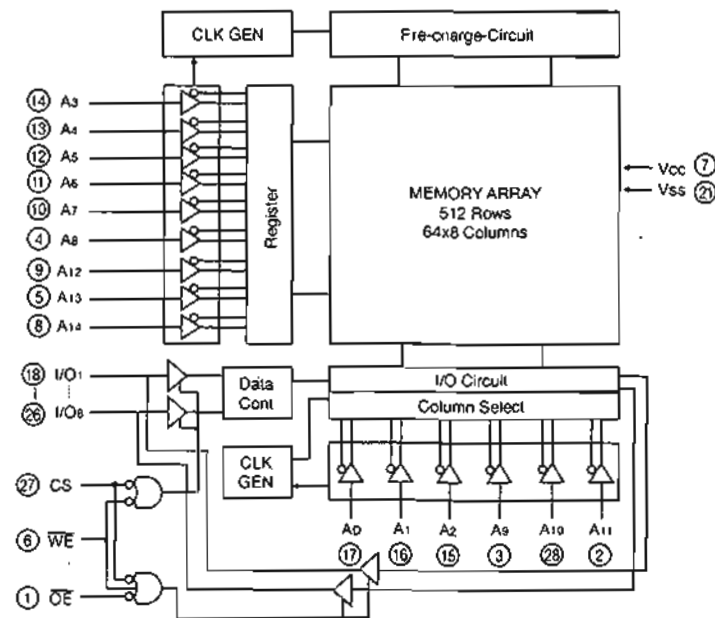 CLK GEN
Pre-cnarge-Circuit
14 A3
13 A4
12 A5
11 A6
10 A7
4 A8
9 A12
5 A13
8 A14
Register
MEMORY ARRAY
512 Rows
64x8 Columns
Vcc 7
Vss 21
18 I/O1
26 I/O8
Data
Cont
I/O Circuit
Column Select
CLK
GEN
27 CS
6 WE
1 OE
A0 A1 A2 A9 A10 A11
17 16 15 3 28 2